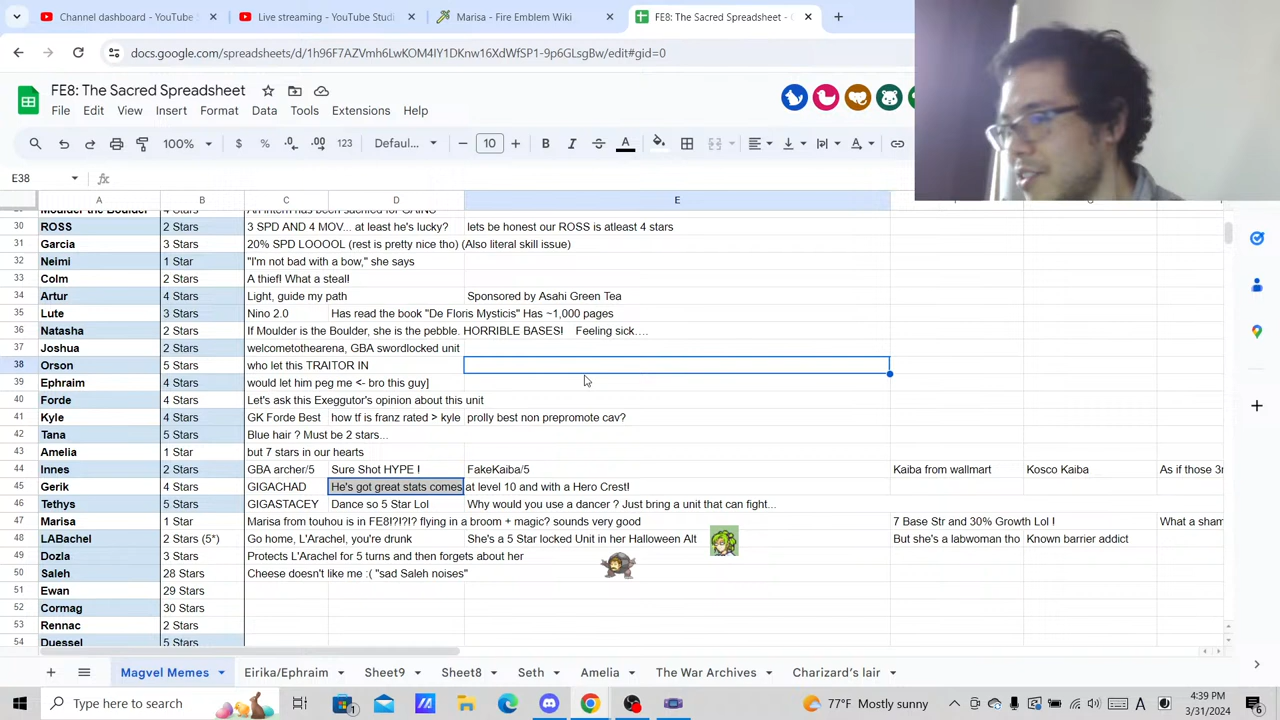 Channel dashboard - YouTube S
Live streaming - YouTube Studi
Marisa - Fire Emblem Wiki
FE8: The Sacred Spreadsheet
docs.google.com/spreadsheets/d/1h96F7AZVmh6LwKOM4IY1DKnw16XdWfSP1-9p6GLsgBw/edit#gid=0
FE8: The Sacred Spreadsheet
File Edit View Insert Format Data Tools Extensions Help
100% $ % .0 .00 123 Defaul... 10 B I A
E38 fx
A B C D E
Moulder the Boulder 4 Stars An intern has been sacrificed for GAINS
30 ROSS 2 Stars 3 SPD AND 4 MOV... at least he's lucky? lets be honest our ROSS is atleast 4 stars
31 Garcia 3 Stars 20% SPD LOOOOL (rest is pretty nice tho) (Also literal skill issue)
32 Neimi 1 Star "I'm not bad with a bow," she says
33 Colm 2 Stars A thief! What a steal!
34 Artur 4 Stars Light, guide my path Sponsored by Asahi Green Tea
35 Lute 3 Stars Nino 2.0 Has read the book "De Floris Mysticis" Has ~1,000 pages
36 Natasha 2 Stars If Moulder is the Boulder, she is the pebble. HORRIBLE BASES! Feeling sick....
37 Joshua 2 Stars welcometothearena, GBA swordlocked unit
38 Orson 5 Stars who let this TRAITOR IN
39 Ephraim 4 Stars would let him peg me <- bro this guy]
40 Forde 4 Stars Let's ask this Exeggutor's opinion about this unit
41 Kyle 4 Stars GK Forde Best how tf is franz rated > kyle prolly best non prepromote cav?
42 Tana 5 Stars Blue hair ? Must be 2 stars...
43 Amelia 1 Star but 7 stars in our hearts
44 Innes 2 Stars GBA archer/5 Sure Shot HYPE ! FakeKaiba/5 Kaiba from wallmart Kosco Kaiba As if those 3r
45 Gerik 4 Stars GIGACHAD He's got great stats comes at level 10 and with a Hero Crest!
46 Tethys 5 Stars GIGASTACEY Dance so 5 Star Lol Why would you use a dancer ? Just bring a unit that can fight...
47 Marisa 1 Star Marisa from touhou is in FE8!?!?!? flying in a broom + magic? sounds very good 7 Base Str and 30% Growth Lol ! What a sham
48 LABachel 2 Stars (5*) Go home, L'Arachel, you're drunk She's a 5 Star locked Unit in her Halloween Alt But she's a labwoman tho Known barrier addict
49 Dozla 3 Stars Protects L'Arachel for 5 turns and then forgets about her
50 Saleh 28 Stars Cheese doesn't like me :( "sad Saleh noises"
51 Ewan 29 Stars
52 Cormag 30 Stars
53 Rennac 2 Stars
54 Duessel 5 Stars
Magvel Memes Eirika/Ephraim Sheet9 Sheet8 Seth Amelia The War Archives Charizard's lair
Type here to search
77°F Mostly sunny
4:39 PM
3/31/2024
6